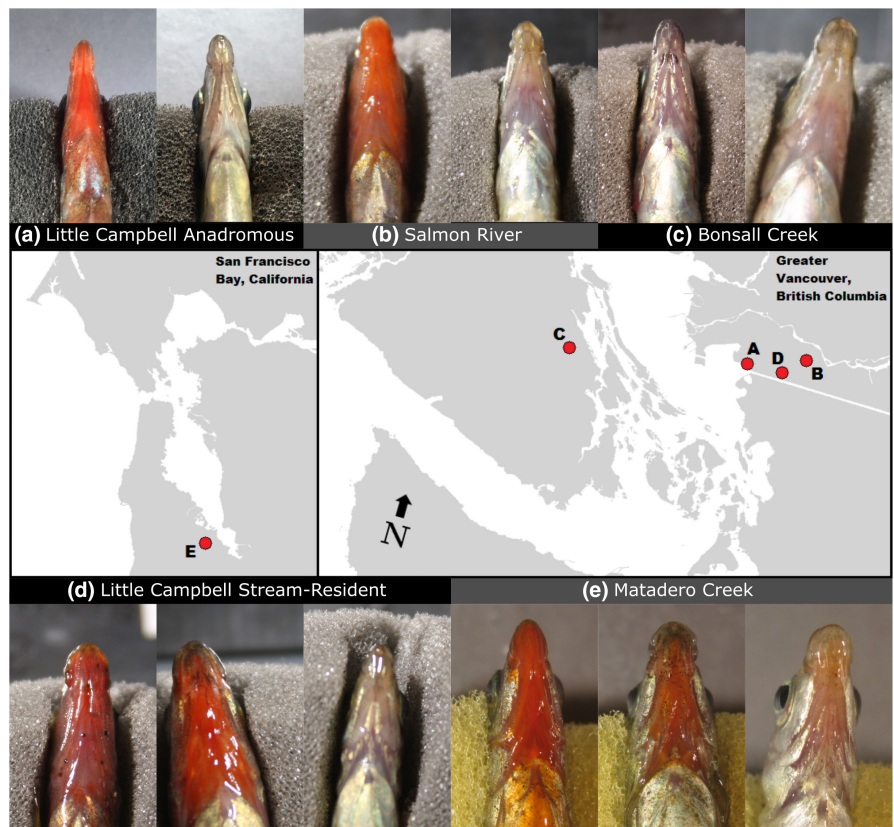 (a) Little Campbell Anadromous
(b) Salmon River
(c) Bonsall Creek
San Francisco
Bay, California
Greater
Vancouver,
British Columbia
C
A
D
B
E
N
(d) Little Campbell Stream-Resident
(e) Matadero Creek